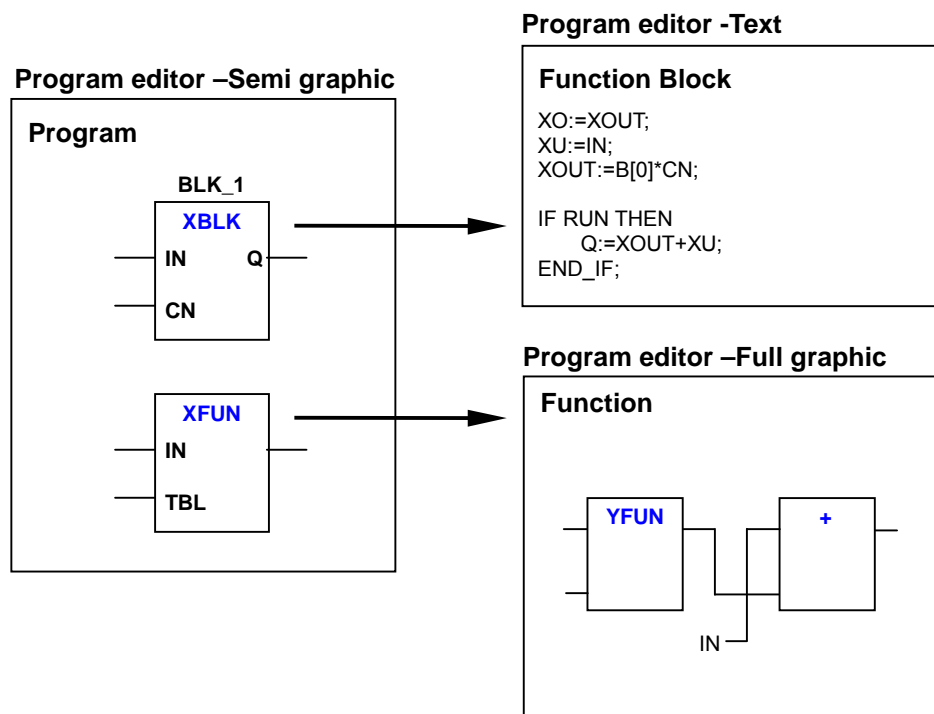 Program editor –Semi graphic
Program
BLK_1
XBLK
IN Q
CN
XFUN
IN
TBL
Program editor -Text
Function Block
XO:=XOUT;
XU:=IN;
XOUT:=B[0]*CN;
IF RUN THEN
Q:=XOUT+XU;
END_IF;
Program editor –Full graphic
Function
YFUN +
IN